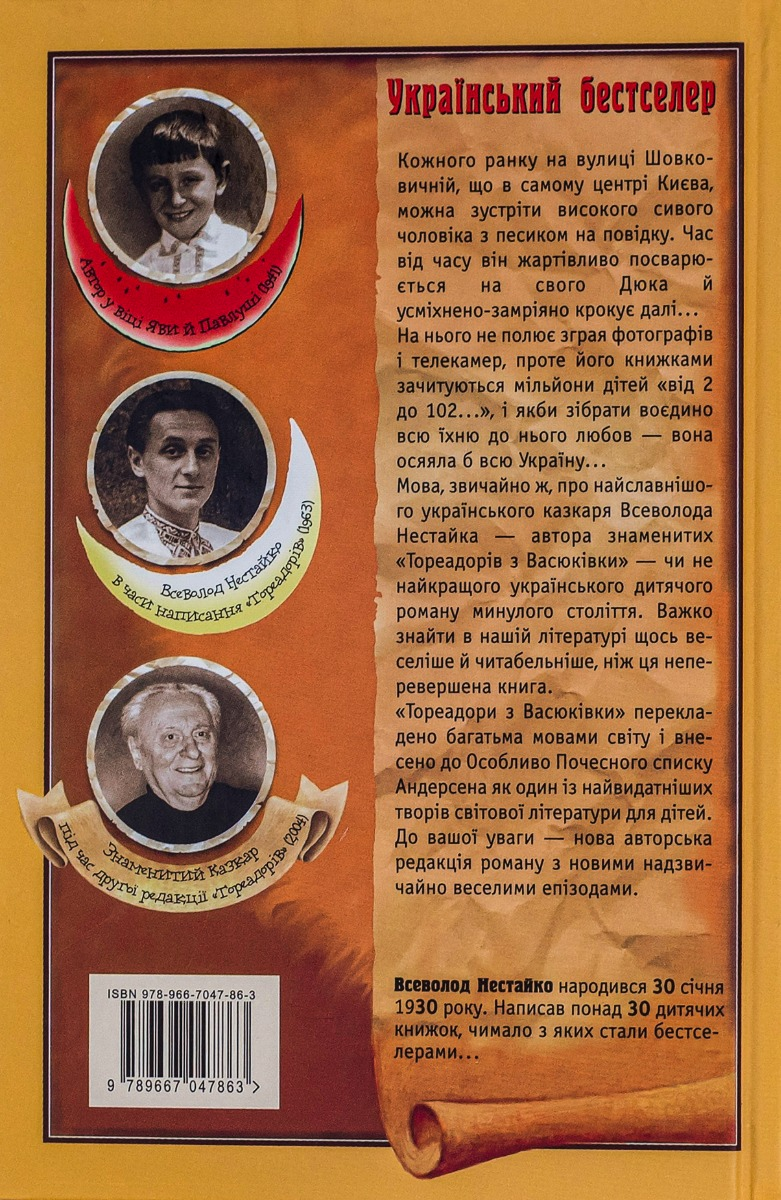 Український бестселер
Кожного ранку на вулиці Шовко-
вичній, що в самому центрі Києва,
можна зустріти високого сивого
чоловіка з песиком на повідку. Час
від часу він жартівливо посварю-
ється на свого Дюка й
усміхнено-замріяно крокує далі...
На нього не полює зграя фотографів
і телекамер, проте його книжками
зачитуються мільйони дітей «від 2
до 102...», і якби зібрати воєдино
всю їхню до нього любов — вона
осяяла б всю Україну...
Мова, звичайно ж, про найславнішо-
го українського казкаря Всеволода
Нестайка — автора знаменитих
«Тореадорів з Васюківки» — чи не
найкращого українського дитячого
роману минулого століття. Важко
знайти в нашій літературі щось ве-
селіше й читабельніше, ніж ця непе-
ревершена книга.
«Тореадори з Васюківки» перекла-
дено багатьма мовами світу і вне-
сено до Особливо Почесного списку
Андерсена як один із найвидатніших
творів світової літератури для дітей.
До вашої уваги — нова авторська
редакція роману з новими надзви-
чайно веселими епізодами.
Всеволод Нестайко народився 30 січня
1930 року. Написав понад 30 дитячих
книжок, чимало з яких стали бестсе-
лерами...
Автор у віці Яви й Павлуші (1941)
Всеволод Нестайко
в часи написання «Тореадорів» (1963)
Знаменитий Казкар
під час другої редакції «Тореадорів» (2004)
ISBN 978-966-7047-86-3
9 789667 047863 >